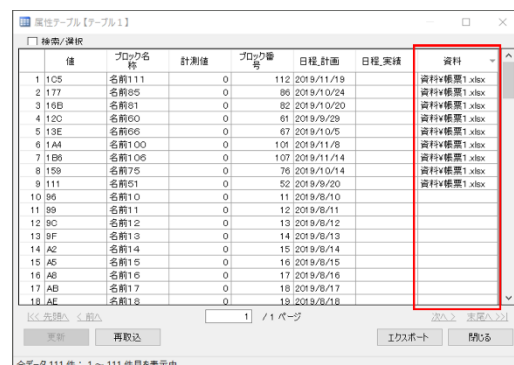 属性テーブル【テーブル1】
検索/選択
値 ブロック名称 計測値 ブロック番号 日程_計画 日程_実績 資料
1 1C5 名前111 0 112 2019/11/19 資料¥帳票1.xlsx
2 177 名前85 0 86 2019/10/24 資料¥帳票1.xlsx
3 16B 名前81 0 82 2019/10/20 資料¥帳票1.xlsx
4 12C 名前60 0 61 2019/9/29 資料¥帳票1.xlsx
5 13E 名前66 0 67 2019/10/5 資料¥帳票1.xlsx
6 1A4 名前100 0 101 2019/11/8 資料¥帳票1.xlsx
7 1B6 名前106 0 107 2019/11/14 資料¥帳票1.xlsx
8 159 名前75 0 76 2019/10/14 資料¥帳票1.xlsx
9 111 名前51 0 52 2019/9/20 資料¥帳票1.xlsx
10 96 名前10 0 11 2019/8/10
11 99 名前11 0 12 2019/8/11
12 9C 名前12 0 13 2019/8/12
13 9F 名前13 0 14 2019/8/13
14 A2 名前14 0 15 2019/8/14
15 A5 名前15 0 16 2019/8/15
16 A8 名前16 0 17 2019/8/16
17 AB 名前17 0 18 2019/8/17
18 AE 名前18 0 19 2019/8/18
|<< 先頭へ < 前へ 1 / 1 ページ 次へ > 末尾へ >>|
更新 再取込 エクスポート 閉じる
全データ 111 件： 1 ～ 111 件目を表示中